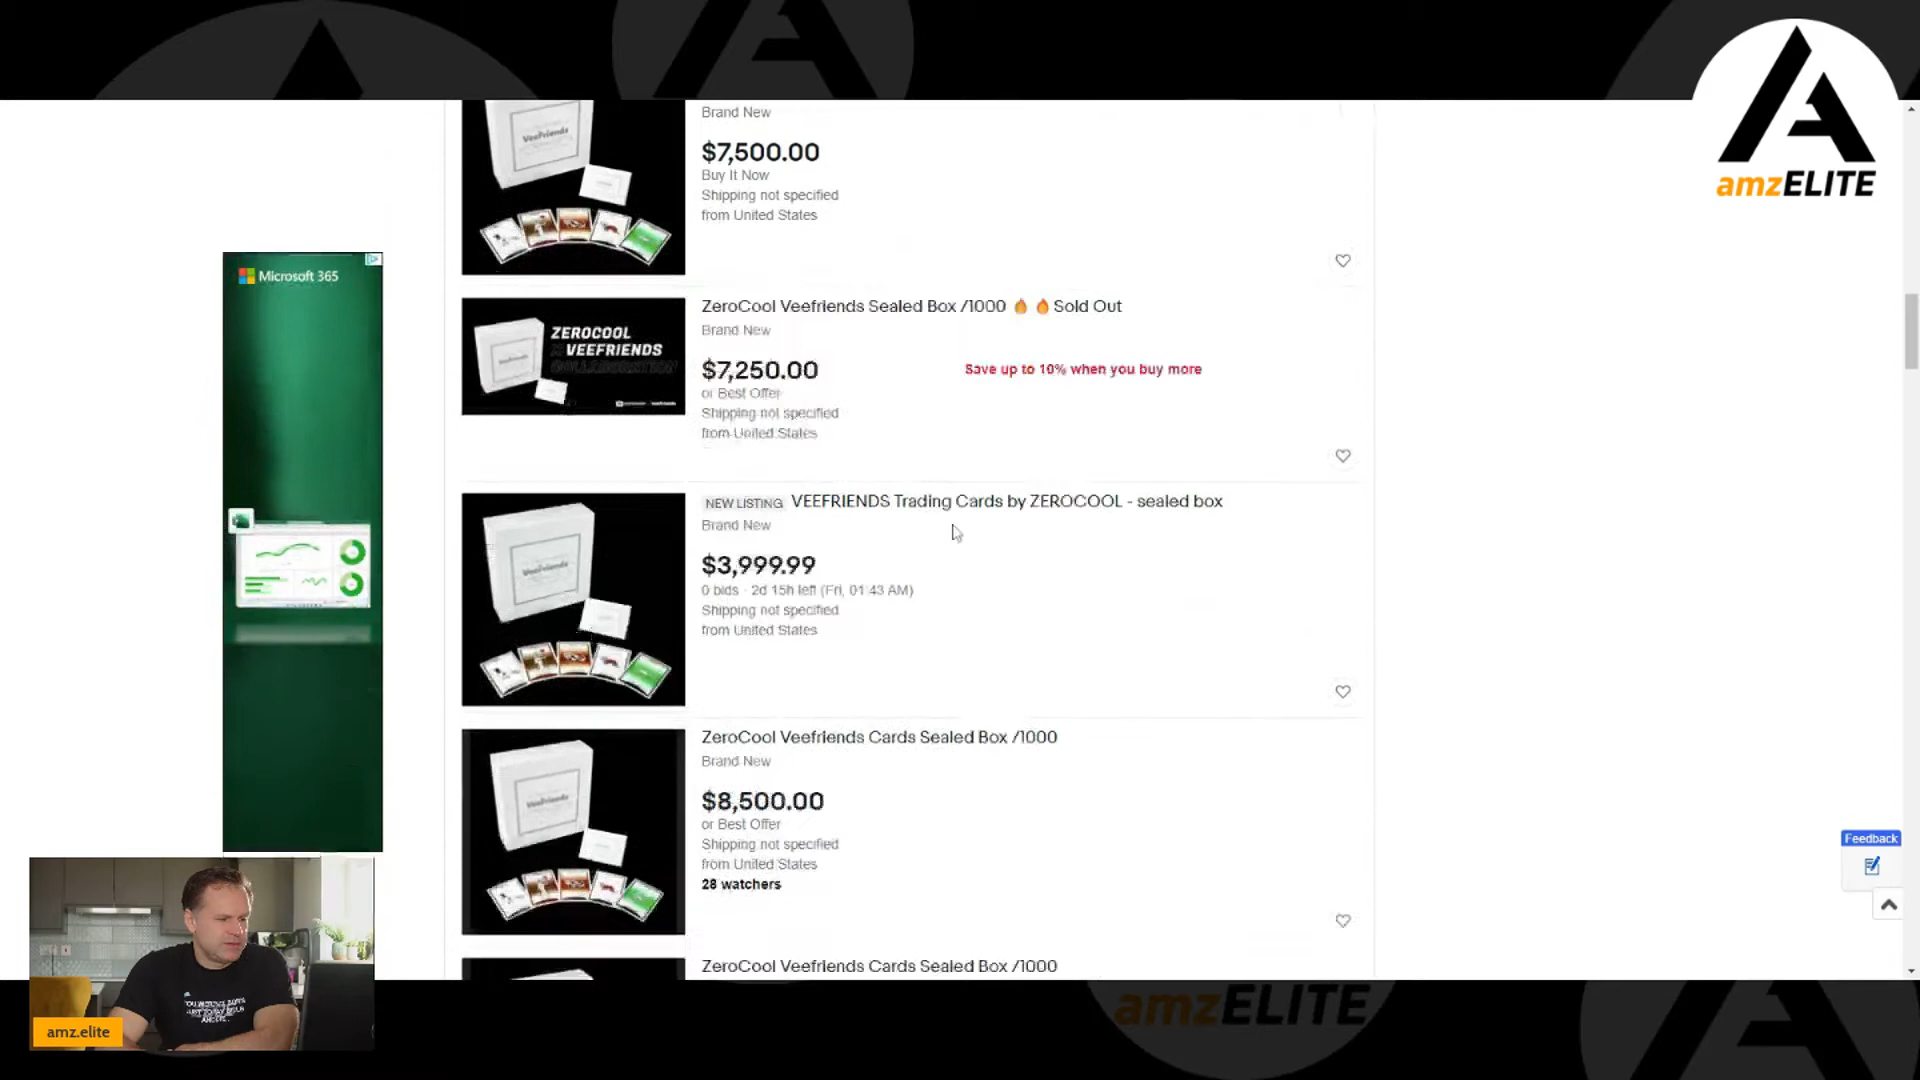 amzELITE
Brand New
$7,500.00
Buy It Now
Shipping not specified
from United States
Microsoft 365
VeeFriends
ZeroCool Veefriends Sealed Box /1000 🔥 🔥 Sold Out
Brand New
$7,250.00
Save up to 10% when you buy more
or Best Offer
Shipping not specified
from United States
ZEROCOOL
VEEFRIENDS
NEW LISTING VEEFRIENDS Trading Cards by ZEROCOOL - sealed box
Brand New
$3,999.99
0 bids · 2d 15h left (Fri, 01:43 AM)
Shipping not specified
from United States
VeeFriends
ZeroCool Veefriends Cards Sealed Box /1000
Brand New
$8,500.00
or Best Offer
Shipping not specified
from United States
28 watchers
VeeFriends
Feedback
ZeroCool Veefriends Cards Sealed Box /1000
amz.elite
amzELITE